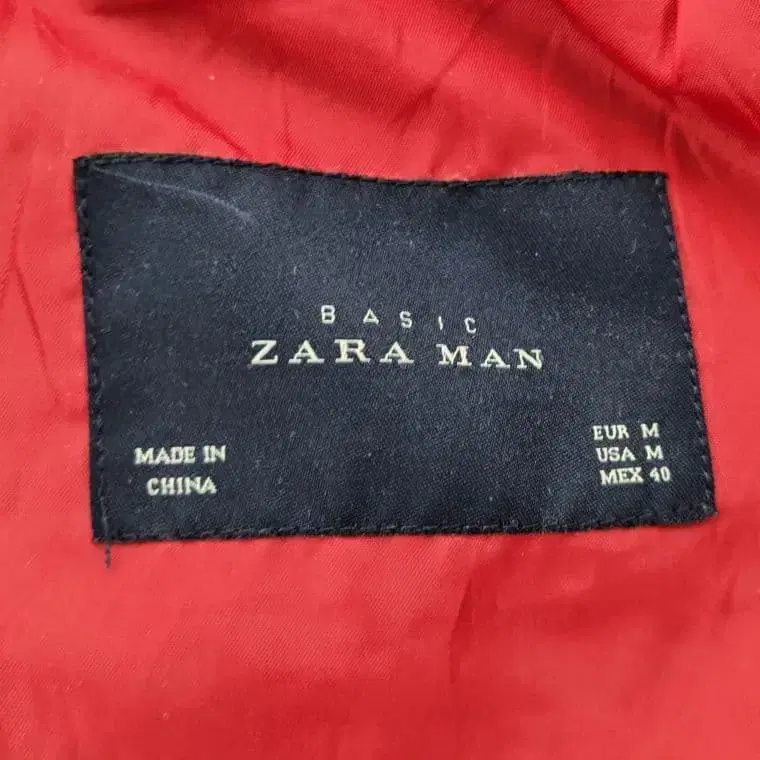 BASIC
ZARA MAN
MADE IN
CHINA
EUR M
USA M
MEX 40